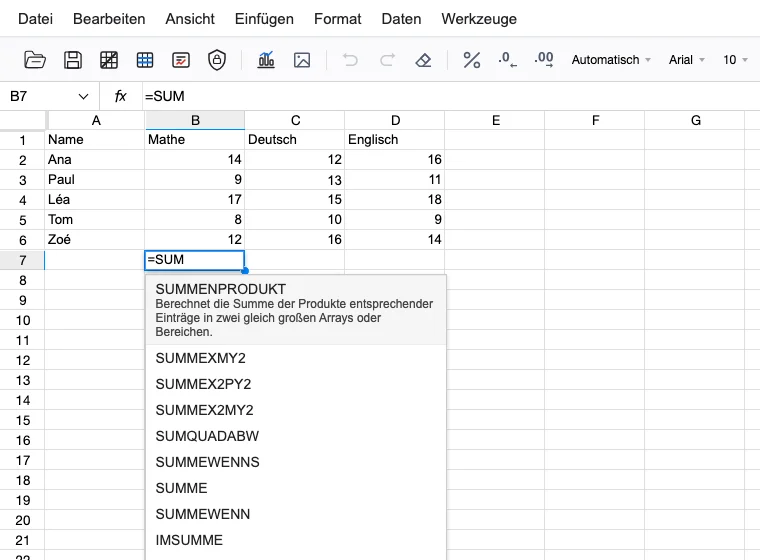 Datei Bearbeiten Ansicht Einfügen Format Daten Werkzeuge
% .0 .00 Automatisch Arial 10
B7 fx =SUM
A B C D E F G
1 Name Mathe Deutsch Englisch
2 Ana 14 12 16
3 Paul 9 13 11
4 Léa 17 15 18
5 Tom 8 10 9
6 Zoé 12 16 14
7 =SUM
8 SUMMENPRODUKT
Berechnet die Summe der Produkte entsprechender
9 Einträge in zwei gleich großen Arrays oder
10 Bereichen.
11
12 SUMMEXMY2
13 SUMMEX2PY2
14 SUMMEX2MY2
15
16 SUMQUADABW
17 SUMMEWENNS
18 SUMME
19
20 SUMMEWENN
21 IMSUMME
22